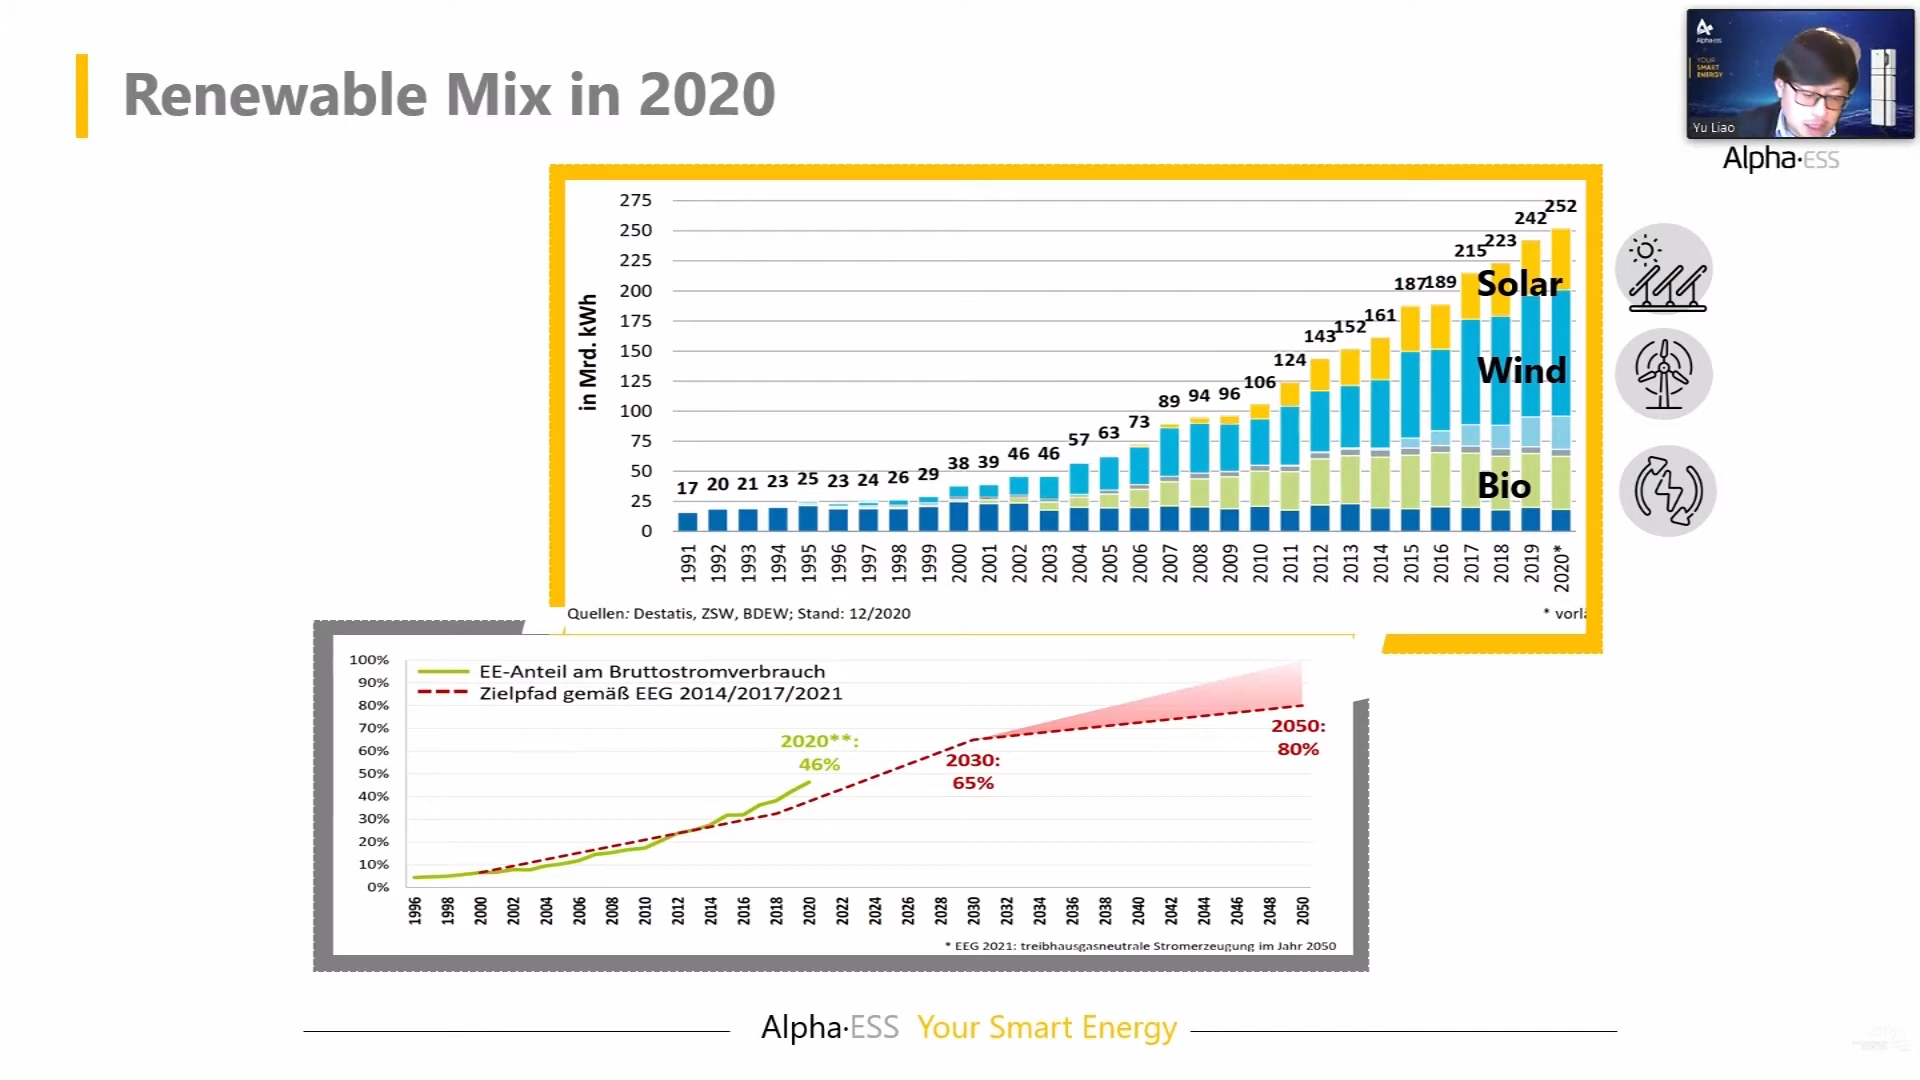 Renewable Mix in 2020
Alpha-ESS
YOUR
SMART
ENERGY
Yu Liao
Alpha·ESS
in Mrd. kWh
275
250
225
200
175
150
125
100
75
50
25
0
17 20 21 23 25 23 24 26 29 38 39 46 46 57 63 73 89 94 96 106 124 143 152 161 187 189 215 223 242 252
Solar
Wind
Bio
1991 1992 1993 1994 1995 1996 1997 1998 1999 2000 2001 2002 2003 2004 2005 2006 2007 2008 2009 2010 2011 2012 2013 2014 2015 2016 2017 2018 2019 2020*
Quellen: Destatis, ZSW, BDEW; Stand: 12/2020
*
100%
90%
80%
70%
60%
50%
40%
30%
20%
10%
0%
EE-Anteil am Bruttostromverbrauch
Zielpfad gemäß EEG 2014/2017/2021
2020**:
46%
2030:
65%
2050:
80%
1996 1998 2000 2002 2004 2006 2008 2010 2012 2014 2016 2018 2020 2022 2024 2026 2028 2030 2032 2034 2036 2038 2040 2042 2044 2046 2048 2050
* EEG 2021: treibhausgasneutrale Stromerzeugung im Jahr 2050
Alpha·ESS Your Smart Energy